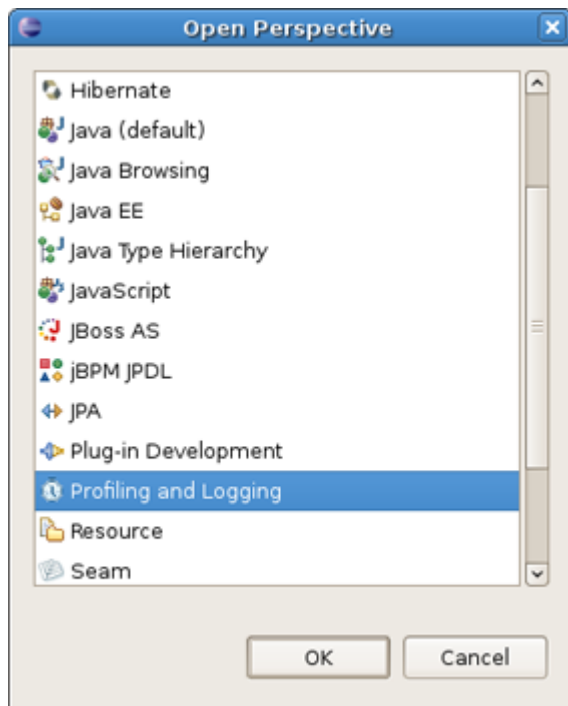 Open Perspective
Hibernate
Java (default)
Java Browsing
Java EE
Java Type Hierarchy
JavaScript
JBoss AS
jBPM JPDL
JPA
Plug-in Development
Profiling and Logging
Resource
Seam
OK
Cancel